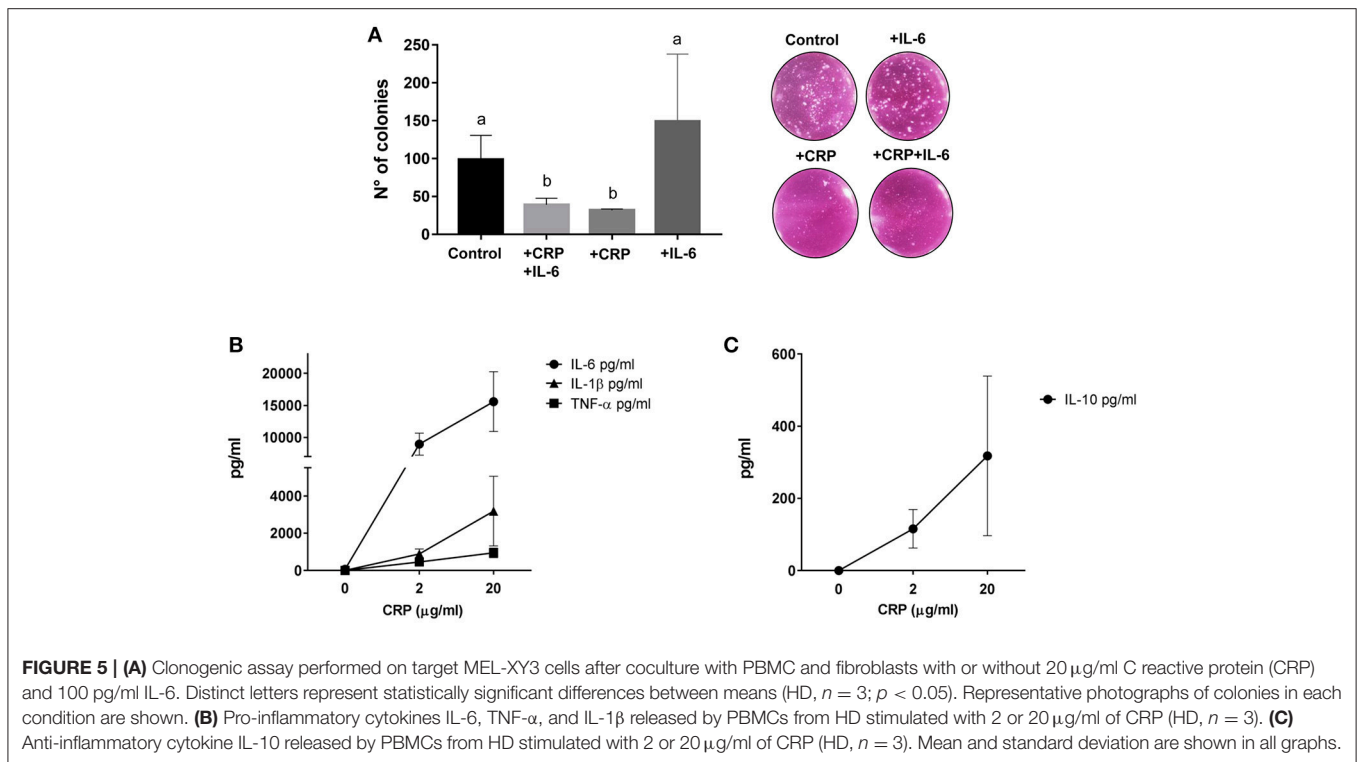 A
250
200
150
100
50
0
N° of colonies
a
b
b
a
Control
+CRP
+IL-6
+CRP
+IL-6
Control
+IL-6
+CRP
+CRP+IL-6
B
20000
15000
10000
4000
2000
0
pg/ml
0
2
20
CRP (μg/ml)
IL-6 pg/ml
IL-1β pg/ml
TNF-α pg/ml
C
600
400
200
0
pg/ml
0
2
20
CRP (μg/ml)
IL-10 pg/ml
FIGURE 5 | (A) Clonogenic assay performed on target MEL-XY3 cells after coculture with PBMC and fibroblasts with or without 20 μg/ml C reactive protein (CRP)
and 100 pg/ml IL-6. Distinct letters represent statistically significant differences between means (HD, n = 3; p < 0.05). Representative photographs of colonies in each
condition are shown. (B) Pro-inflammatory cytokines IL-6, TNF-α, and IL-1β released by PBMCs from HD stimulated with 2 or 20 μg/ml of CRP (HD, n = 3). (C)
Anti-inflammatory cytokine IL-10 released by PBMCs from HD stimulated with 2 or 20 μg/ml of CRP (HD, n = 3). Mean and standard deviation are shown in all graphs.